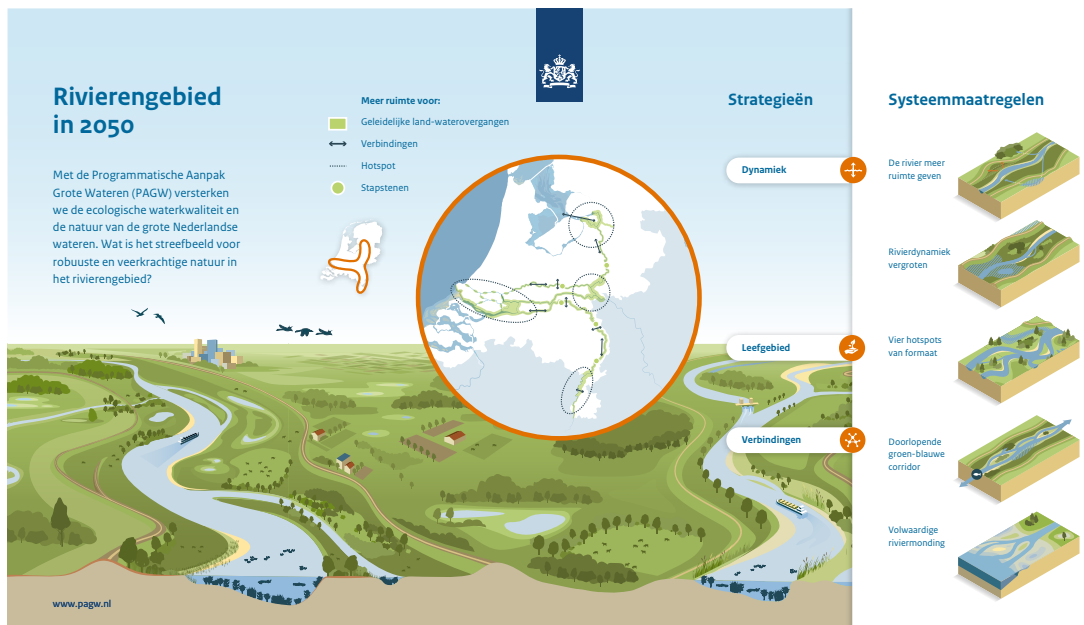 Rivierengebied
in 2050
Met de Programmatische Aanpak
Grote Wateren (PAGW) versterken
we de ecologische waterkwaliteit en
de natuur van de grote Nederlandse
wateren. Wat is het streefbeeld voor
robuuste en veerkrachtige natuur in
het rivierengebied?
Meer ruimte voor:
Geleidelijke land-waterovergangen
Verbindingen
Hotspot
Stapstenen
Strategieën
Dynamiek
Leefgebied
Verbindingen
Systeemmaatregelen
De rivier meer
ruimte geven
Rivierdynamiek
vergroten
Vier hotspots
van formaat
Doorlopende
groen-blauwe
corridor
Volwaardige
riviermonding
www.pagw.nl